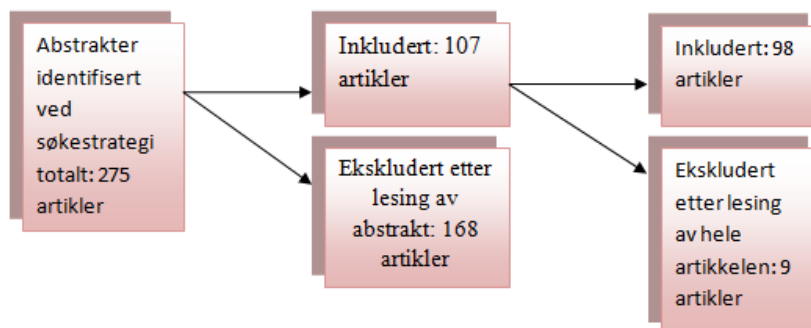 Abstrakter
identifisert
ved
søkestrategi
totalt: 275
artikler
Inkludert: 107
artikler
Ekskludert etter
lesing av
abstrakt: 168
artikler
Inkludert: 98
artikler
Ekskludert
etter lesing
av hele
artikkelen: 9
artikler